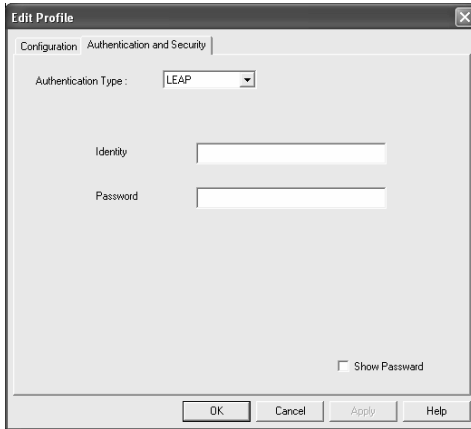 Edit Profile
Configuration Authentication and Security
Authentication Type : LEAP
Identity
Password
Show Passward
OK Cancel Apply Help